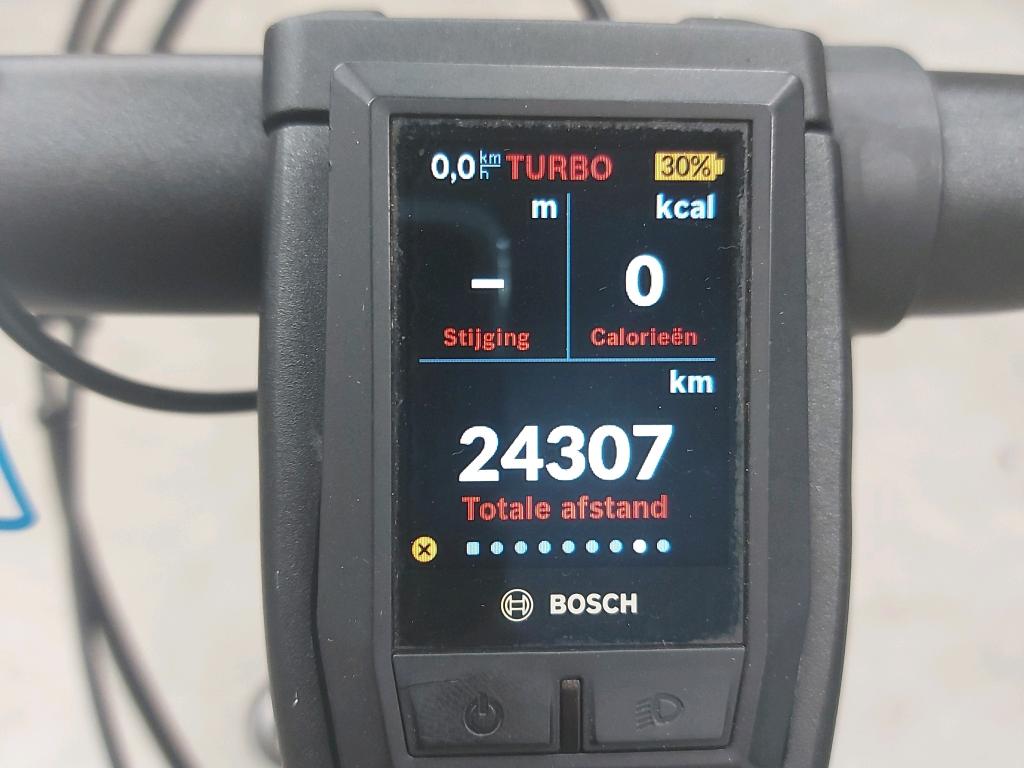 0,0 km/h TURBO 30%
m kcal
– 0
Stijging Calorieën
km
24307
Totale afstand
BOSCH